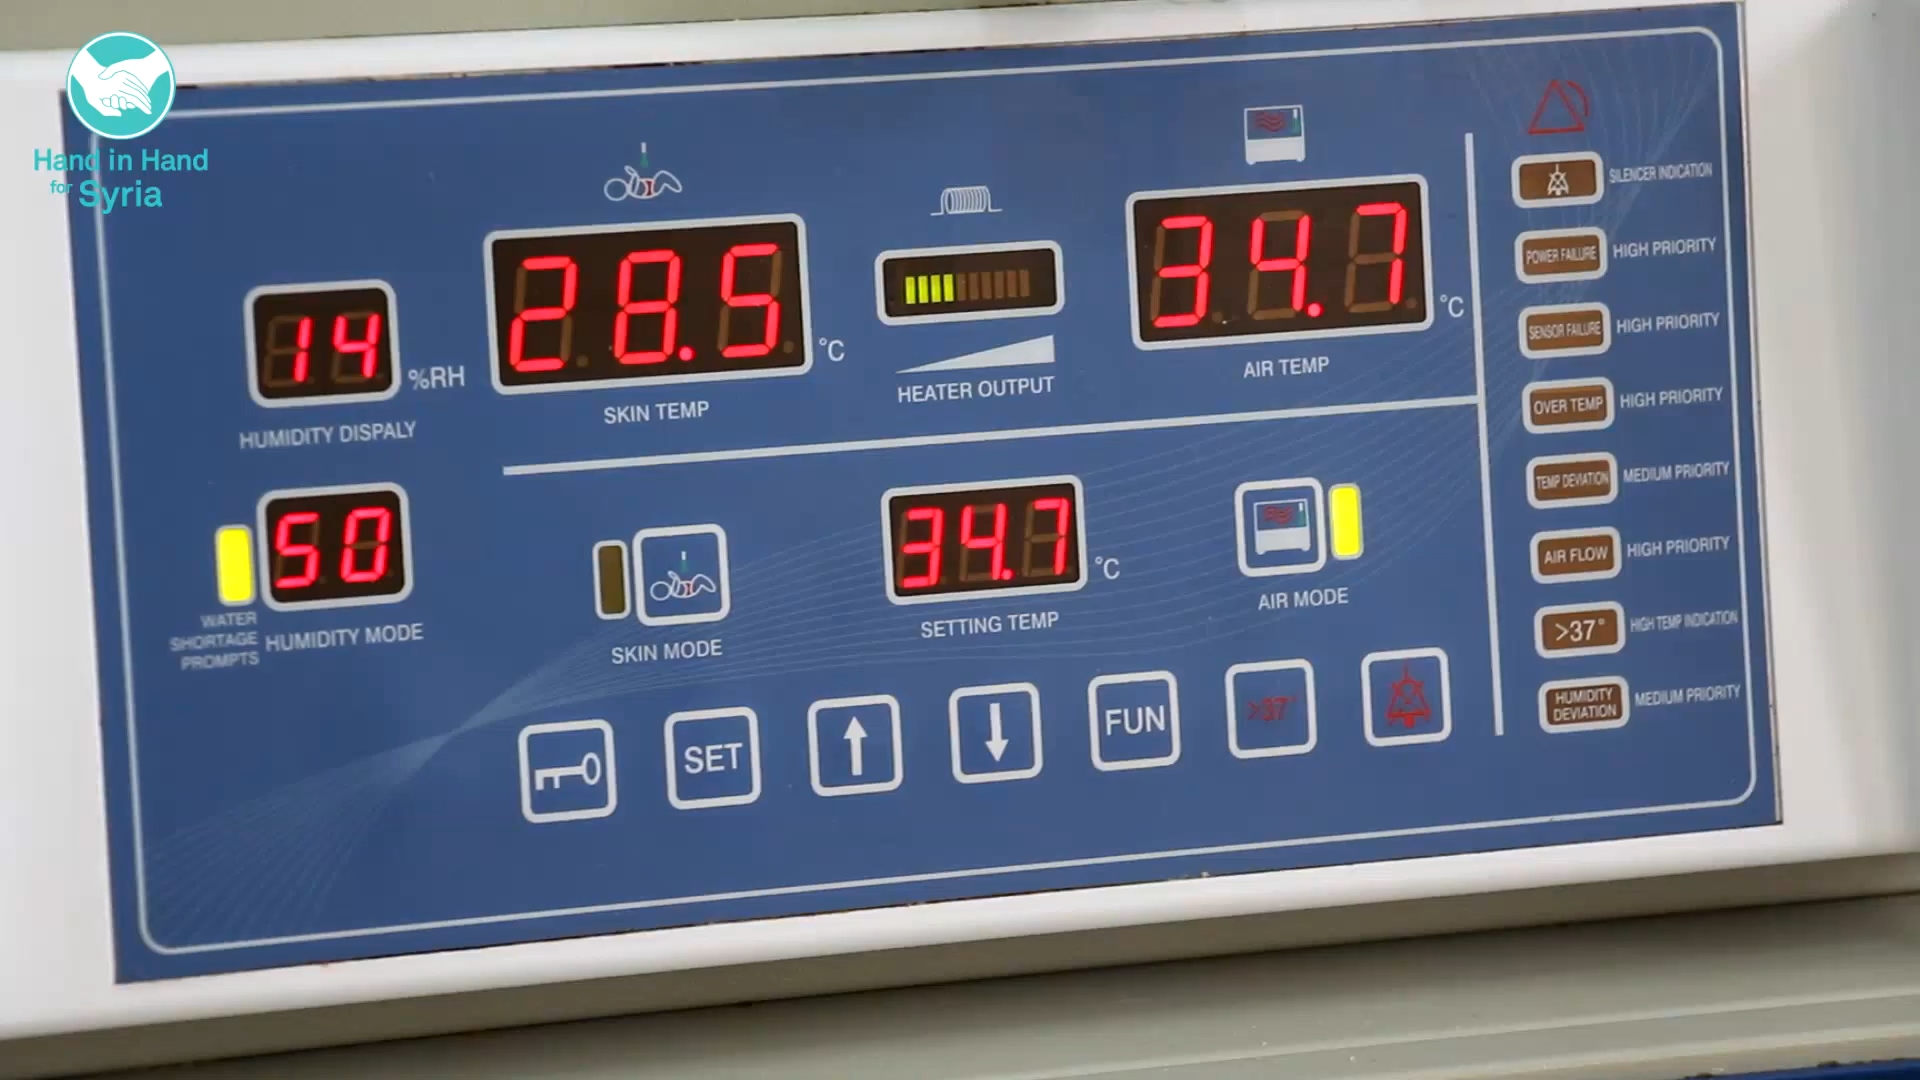 Hand in Hand
for Syria
14
%RH
HUMIDITY DISPALY
28.5
°C
SKIN TEMP
HEATER OUTPUT
34.7
°C
AIR TEMP
50
WATER
SHORTAGE
PROMPTS
HUMIDITY MODE
SKIN MODE
34.7
°C
SETTING TEMP
AIR MODE
SET
FUN
>37°
SILENCER INDICATION
POWER FAILURE HIGH PRIORITY
SENSOR FAILURE HIGH PRIORITY
OVER TEMP HIGH PRIORITY
TEMP DEVIATION MEDIUM PRIORITY
AIR FLOW HIGH PRIORITY
>37° HIGH TEMP INDICATION
HUMIDITY
DEVIATION MEDIUM PRIORITY